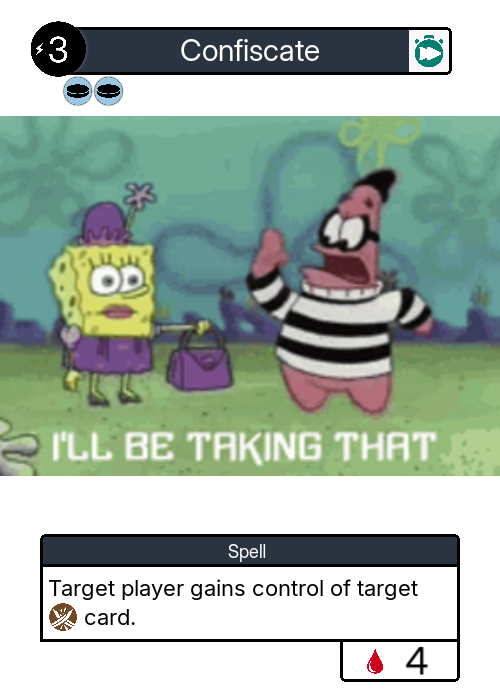 3
Confiscate
I'LL BE TAKING THAT
Spell
Target player gains control of target
card.
4